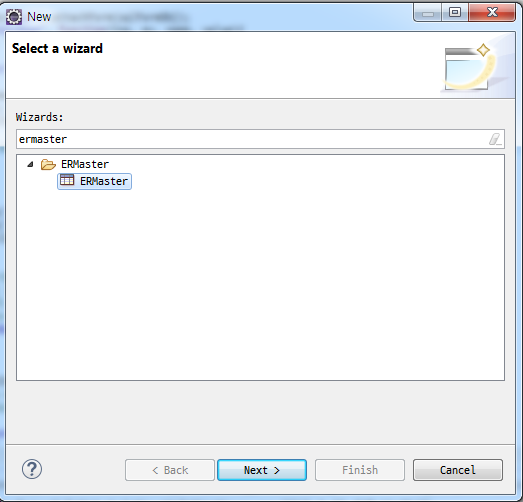 New
Select a wizard
Wizards:
ermaster
ERMaster
ERMaster
< Back Next > Finish Cancel